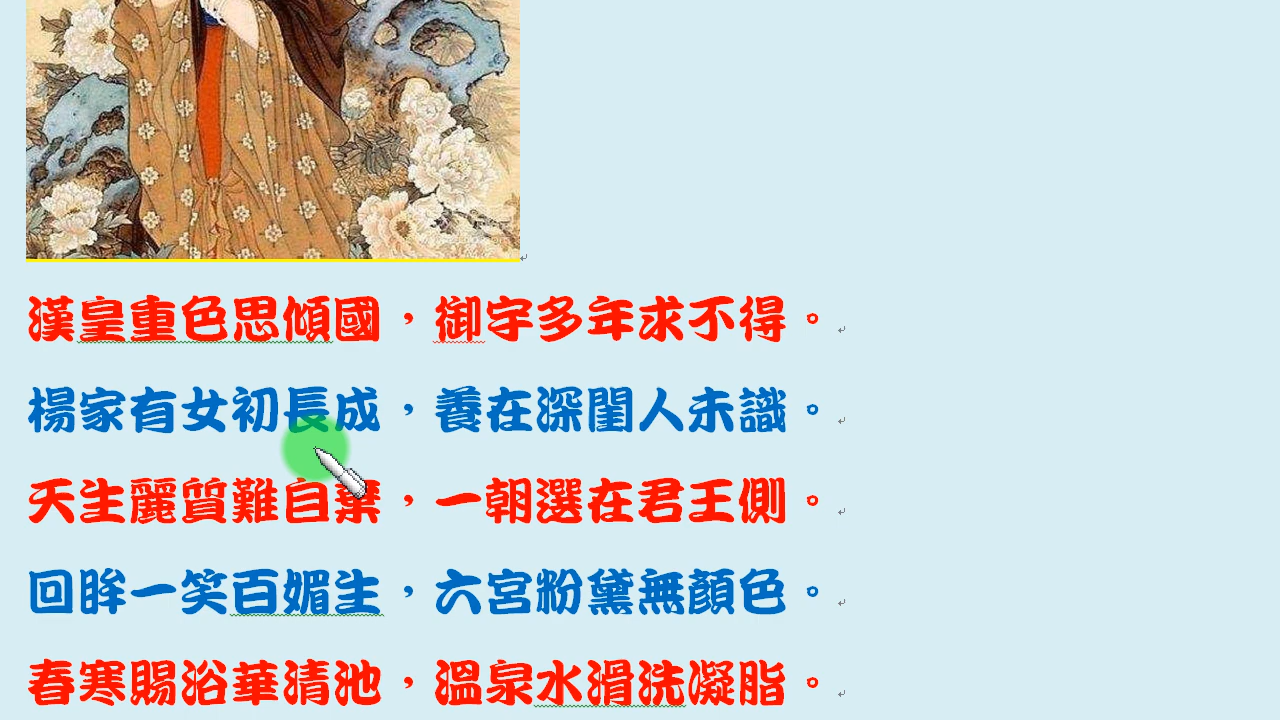 漢皇重色思傾國，御宇多年求不得。
楊家有女初長成，養在深閨人未識。
天生麗質難自棄，一朝選在君王側。
回眸一笑百媚生，六宮粉黛無顏色。
春寒賜浴華清池，溫泉水滑洗凝脂。